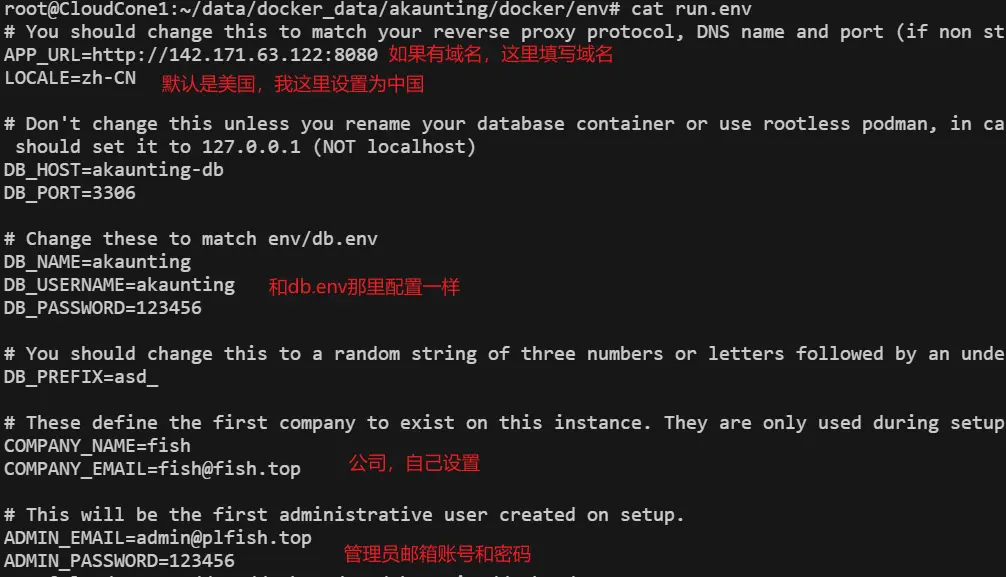 root@CloudCone1:~/data/docker_data/akaunting/docker/env# cat run.env
# You should change this to match your reverse proxy protocol, DNS name and port (if non st
APP_URL=http://142.171.63.122:8080 如果有域名，这里填写域名
LOCALE=zh-CN 默认是美国，我这里设置为中国
# Don't change this unless you rename your database container or use rootless podman, in ca
should set it to 127.0.0.1 (NOT localhost)
DB_HOST=akaunting-db
DB_PORT=3306
# Change these to match env/db.env
DB_NAME=akaunting
DB_USERNAME=akaunting 和db.env那里配置一样
DB_PASSWORD=123456
# You should change this to a random string of three numbers or letters followed by an unde
DB_PREFIX=asd_
# These define the first company to exist on this instance. They are only used during setup
COMPANY_NAME=fish
COMPANY_EMAIL=fish@fish.top 公司，自己设置
# This will be the first administrative user created on setup.
ADMIN_EMAIL=admin@plfish.top
ADMIN_PASSWORD=123456 管理员邮箱账号和密码